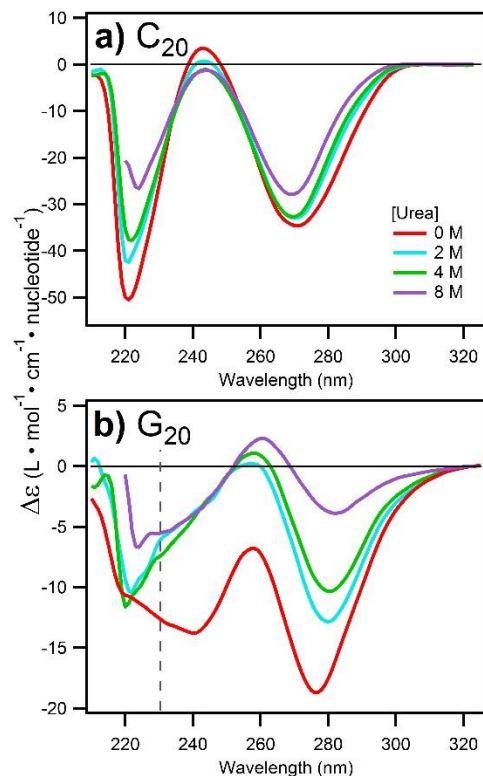 a) C20
10
0
-10
-20
-30
-40
-50
[Urea]
0 M
2 M
4 M
8 M
220 240 260 280 300 320
Wavelength (nm)
Δε (L • mol⁻¹ • cm⁻¹ • nucleotide⁻¹)
b) G20
5
0
-5
-10
-15
-20
220 240 260 280 300 320
Wavelength (nm)